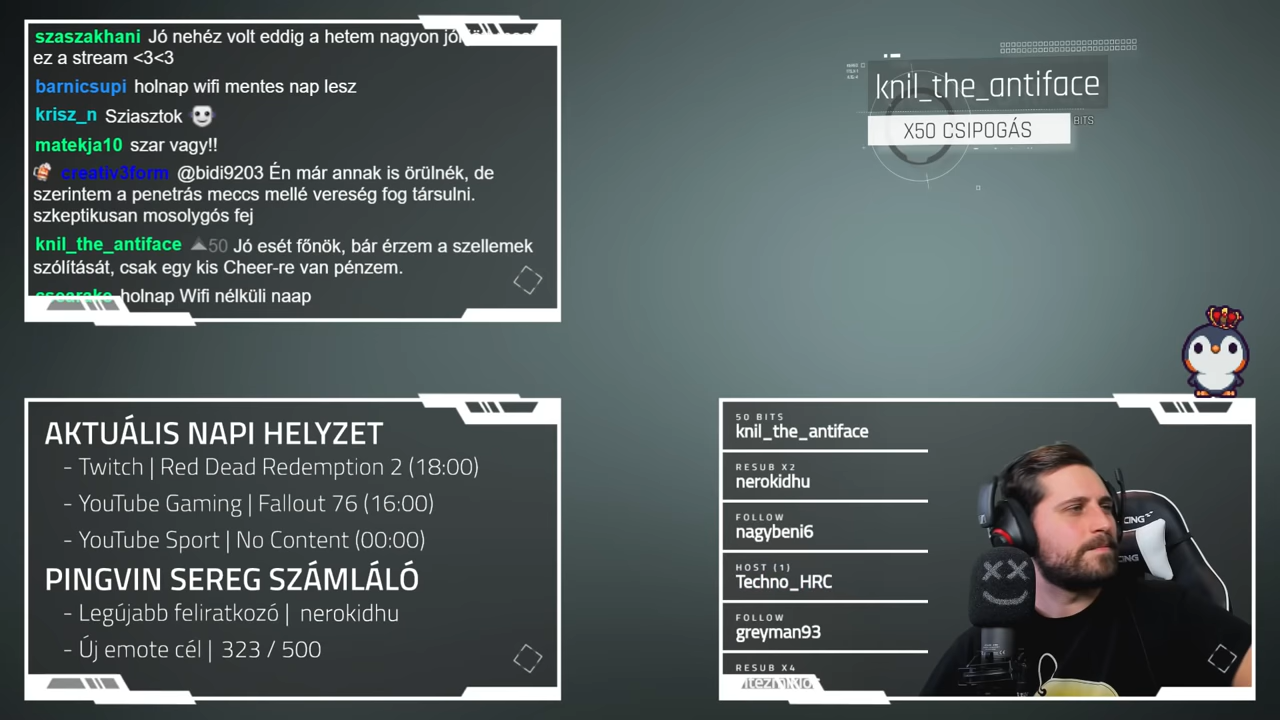 szaszakhani Jó nehéz volt eddig a hetem nagyon
ez a stream <3<3
barnicsupi holnap wifi mentes nap lesz
krisz_n Sziasztok
matekja10 szar vagy!!
creativ3form @bidi9203 Én már annak is örülnék, de
szerintem a penetrás meccs mellé vereség fog társulni.
szkeptikusan mosolygós fej
knil_the_antiface 50 Jó esét főnök, bár érzem a szellemek
szólítását, csak egy kis Cheer-re van pénzem.
holnap Wifi nélküli naap
knil_the_antiface
X50 CSIPOGÁS
BITS
AKTUÁLIS NAPI HELYZET
- Twitch | Red Dead Redemption 2 (18:00)
- YouTube Gaming | Fallout 76 (16:00)
- YouTube Sport | No Content (00:00)
PINGVIN SEREG SZÁMLÁLÓ
- Legújabb feliratkozó | nerokidhu
- Új emote cél | 323 / 500
50 BITS
knil_the_antiface
RESUB X2
nerokidhu
FOLLOW
nagybeni6
HOST (1)
Techno_HRC
FOLLOW
greyman93
RESUB X4